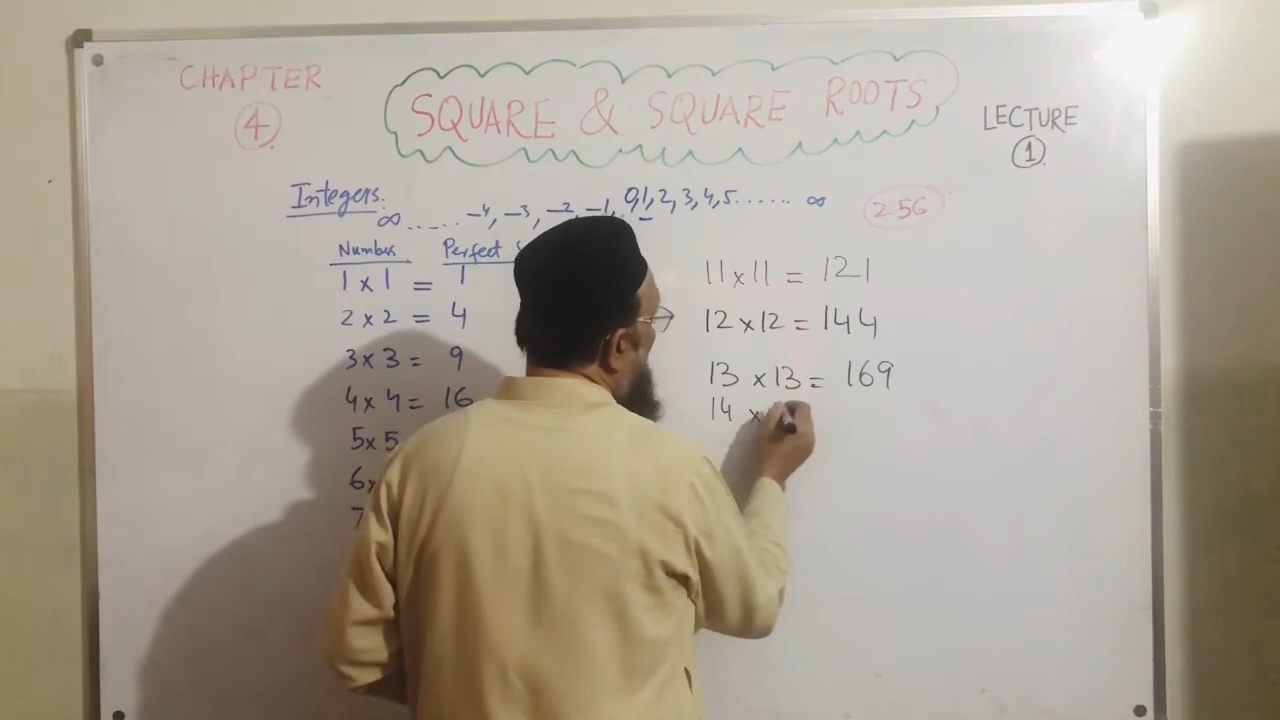 CHAPTER
4
SQUARE & SQUARE ROOTS
LECTURE
1
Integers.
∞ ...... -4, -3, -2, -1, 0, 1, 2, 3, 4, 5...... ∞
256
Number Perfect
1 x 1 = 1
2 x 2 = 4
3 x 3 = 9
4 x 4 = 16
5 x 5
6 x
7
11 x 11 = 121
12 x 12 = 144
13 x 13 = 169
14 x